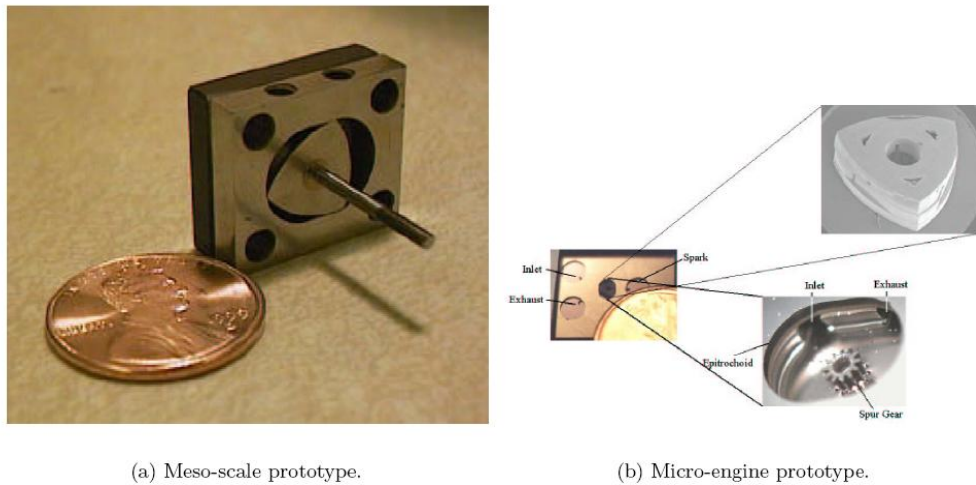 Inlet
Spark
Exhaust
Inlet
Exhaust
Epitrochoid
Spur Gear
(a) Meso-scale prototype.
(b) Micro-engine prototype.